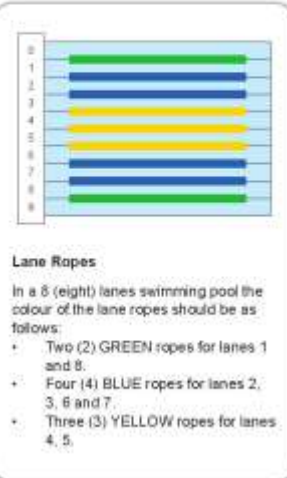 0
1
2
3
4
5
6
7
8
9
Lane Ropes
In a 8 (eight) lanes swimming pool the
colour of the lane ropes should be as
follows:
• Two (2) GREEN ropes for lanes 1
and 8.
• Four (4) BLUE ropes for lanes 2,
3, 6 and 7.
• Three (3) YELLOW ropes for lanes
4, 5.